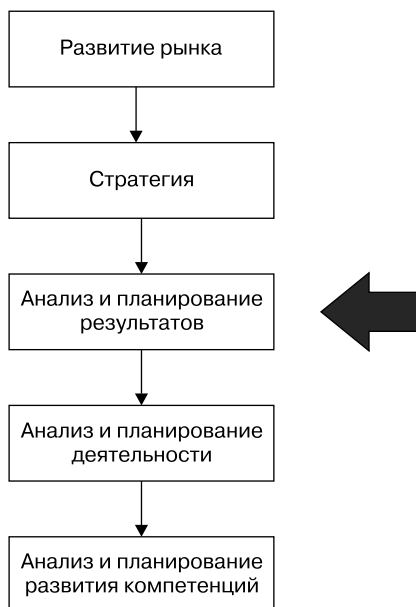 Развитие рынка
Стратегия
Анализ и планирование
результатов
Анализ и планирование
деятельности
Анализ и планирование
развития компетенций